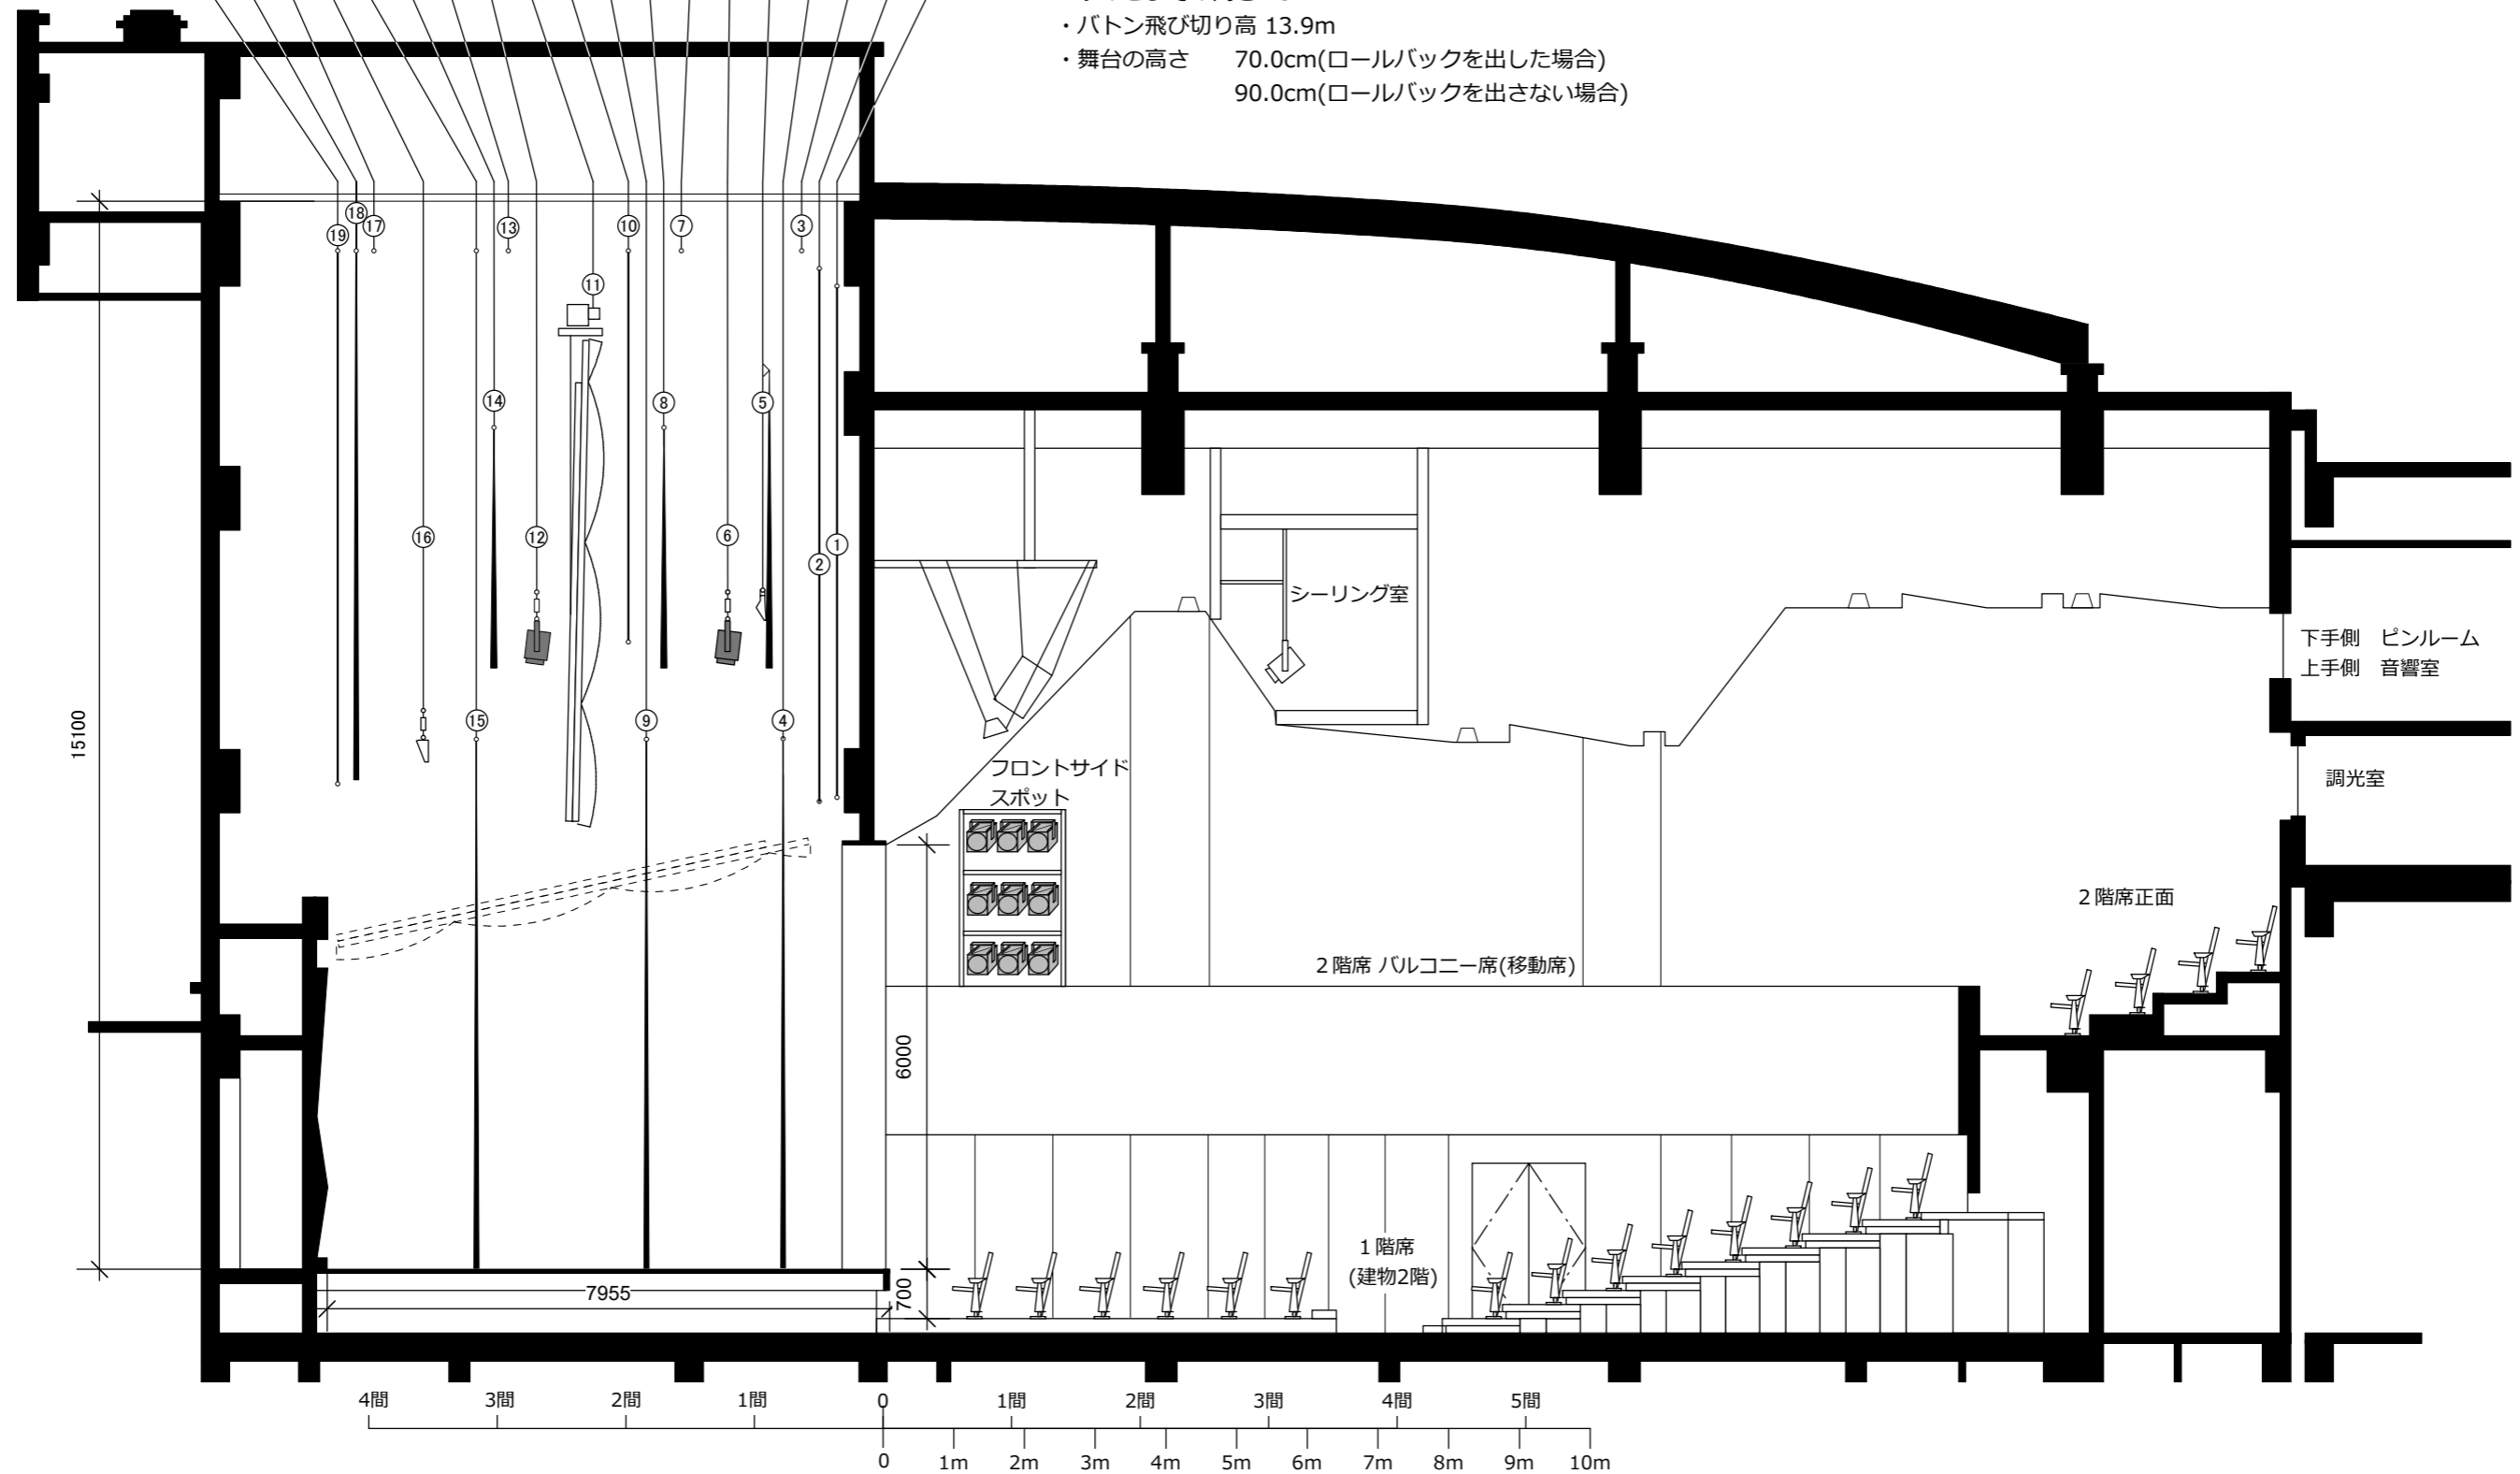 ・バトン飛び切り高 13.9m
・舞台の高さ 70.0cm(ロールバックを出した場合)
90.0cm(ロールバックを出さない場合)
⑲
⑱
⑰
⑬
⑩
⑦
③
⑪
⑭
⑧
⑤
⑯
⑫
⑥
②
①
⑮
⑨
④
15100
シーリング室
下手側 ピンルーム
上手側 音響室
調光室
フロントサイド
スポット
2階席正面
2階席 バルコニー席(移動席)
6000
1階席
(建物2階)
7955
700
4間 3間 2間 1間 0 1間 2間 3間 4間 5間
0 1m 2m 3m 4m 5m 6m 7m 8m 9m 10m